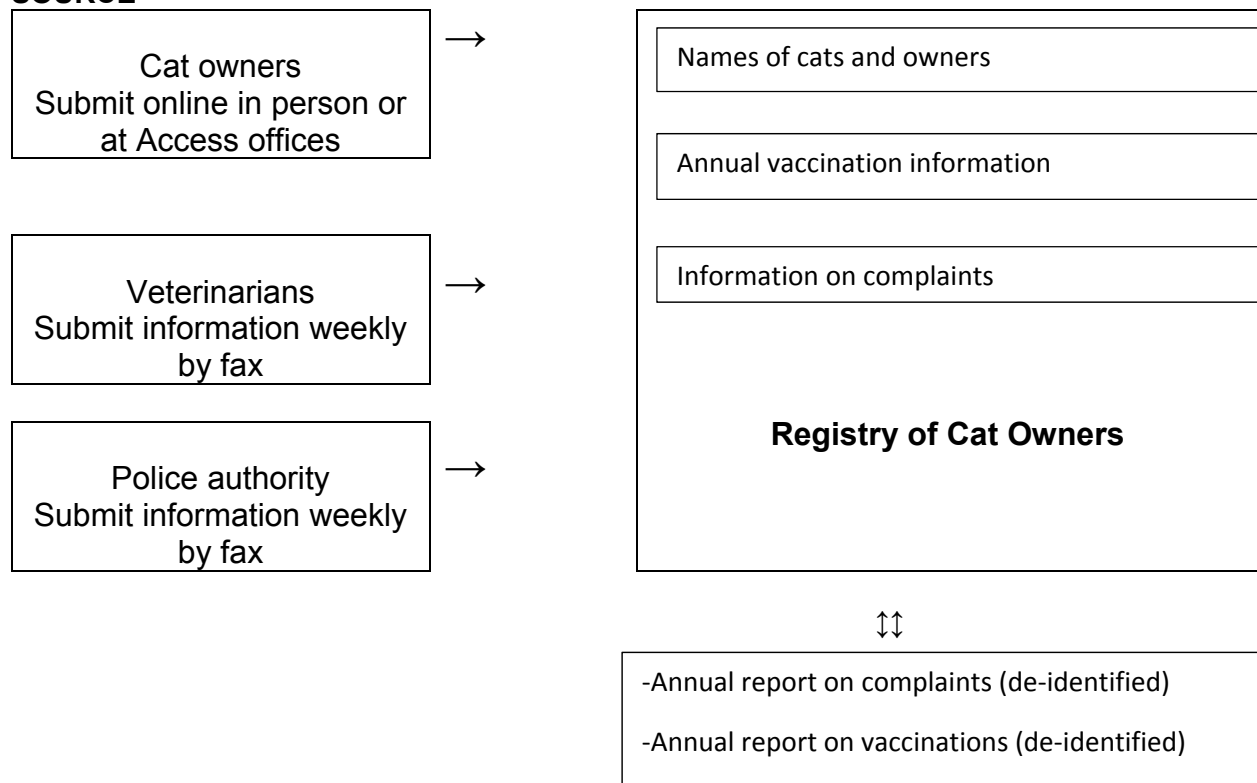 SOURCE
Cat owners
Submit online in person or
at Access offices
→
Names of cats and owners
Annual vaccination information
Information on complaints
Veterinarians
Submit information weekly
by fax
→
Police authority
Submit information weekly
by fax
→
Registry of Cat Owners
↕↕
-Annual report on complaints (de-identified)
-Annual report on vaccinations (de-identified)